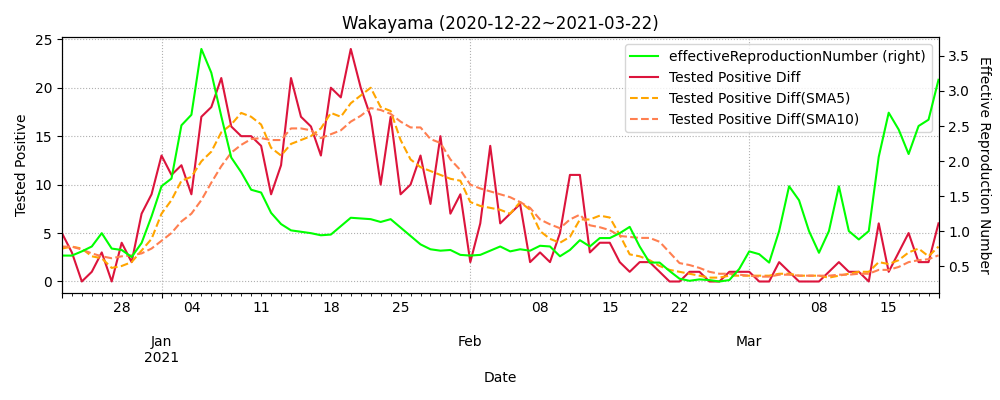 Wakayama (2020-12-22~2021-03-22)
effectiveReproductionNumber (right)
Tested Positive Diff
Tested Positive Diff(SMA5)
Tested Positive Diff(SMA10)
Tested Positive
25
20
15
10
5
0
3.5
3.0
2.5
2.0
1.5
1.0
0.5
Effective Reproduction Number
28 04 11 18 25 08 15 22 08 15
Jan Feb Mar
2021
Date